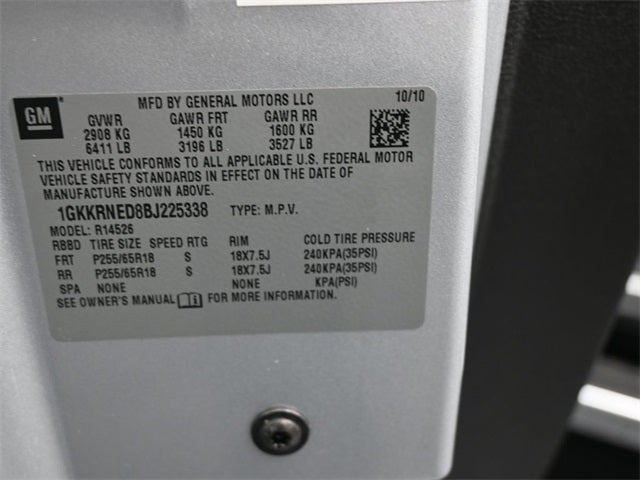 GM MFD BY GENERAL MOTORS LLC 10/10
GVWR GAWR FRT GAWR RR
2908 KG 1450 KG 1600 KG
6411 LB 3196 LB 3527 LB
THIS VEHICLE CONFORMS TO ALL APPLICABLE U.S. FEDERAL MOTOR
VEHICLE SAFETY STANDARDS IN EFFECT ON THE DATE OF
MANUFACTURE SHOWN ABOVE.
1GKKRNED8BJ225338 TYPE: M.P.V.
MODEL: R14526
RBBD TIRE SIZE SPEED RTG RIM COLD TIRE PRESSURE
FRT P255/65R18 S 18X7.5J 240KPA(35PSI)
RR P255/65R18 S 18X7.5J 240KPA(35PSI)
SPA NONE NONE KPA(PSI)
SEE OWNER'S MANUAL FOR MORE INFORMATION.